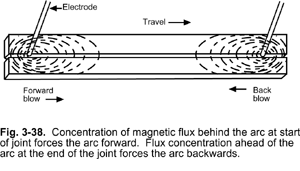 Electrode
Travel
Forward
blow
Back
blow
Fig. 3-38. Concentration of magnetic flux behind the arc at start
of joint forces the arc forward. Flux concentration ahead of the
arc at the end of the joint forces the arc backwards.